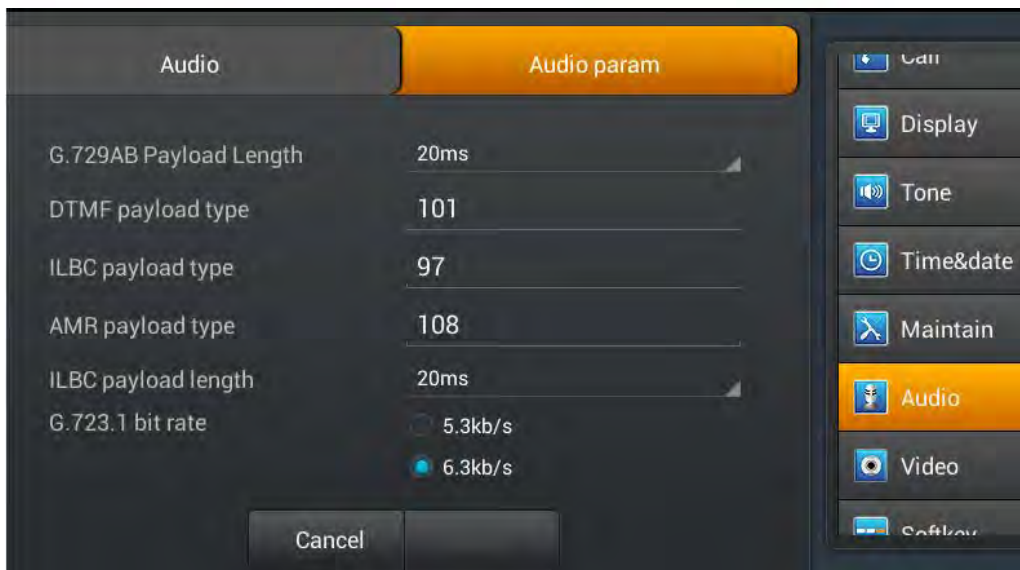 Audio
Audio param
G.729AB Payload Length
20ms
DTMF payload type
101
ILBC payload type
97
AMR payload type
108
ILBC payload length
20ms
G.723.1 bit rate
5.3kb/s
6.3kb/s
Cancel
Call
Display
Tone
Time&date
Maintain
Audio
Video
Softkey